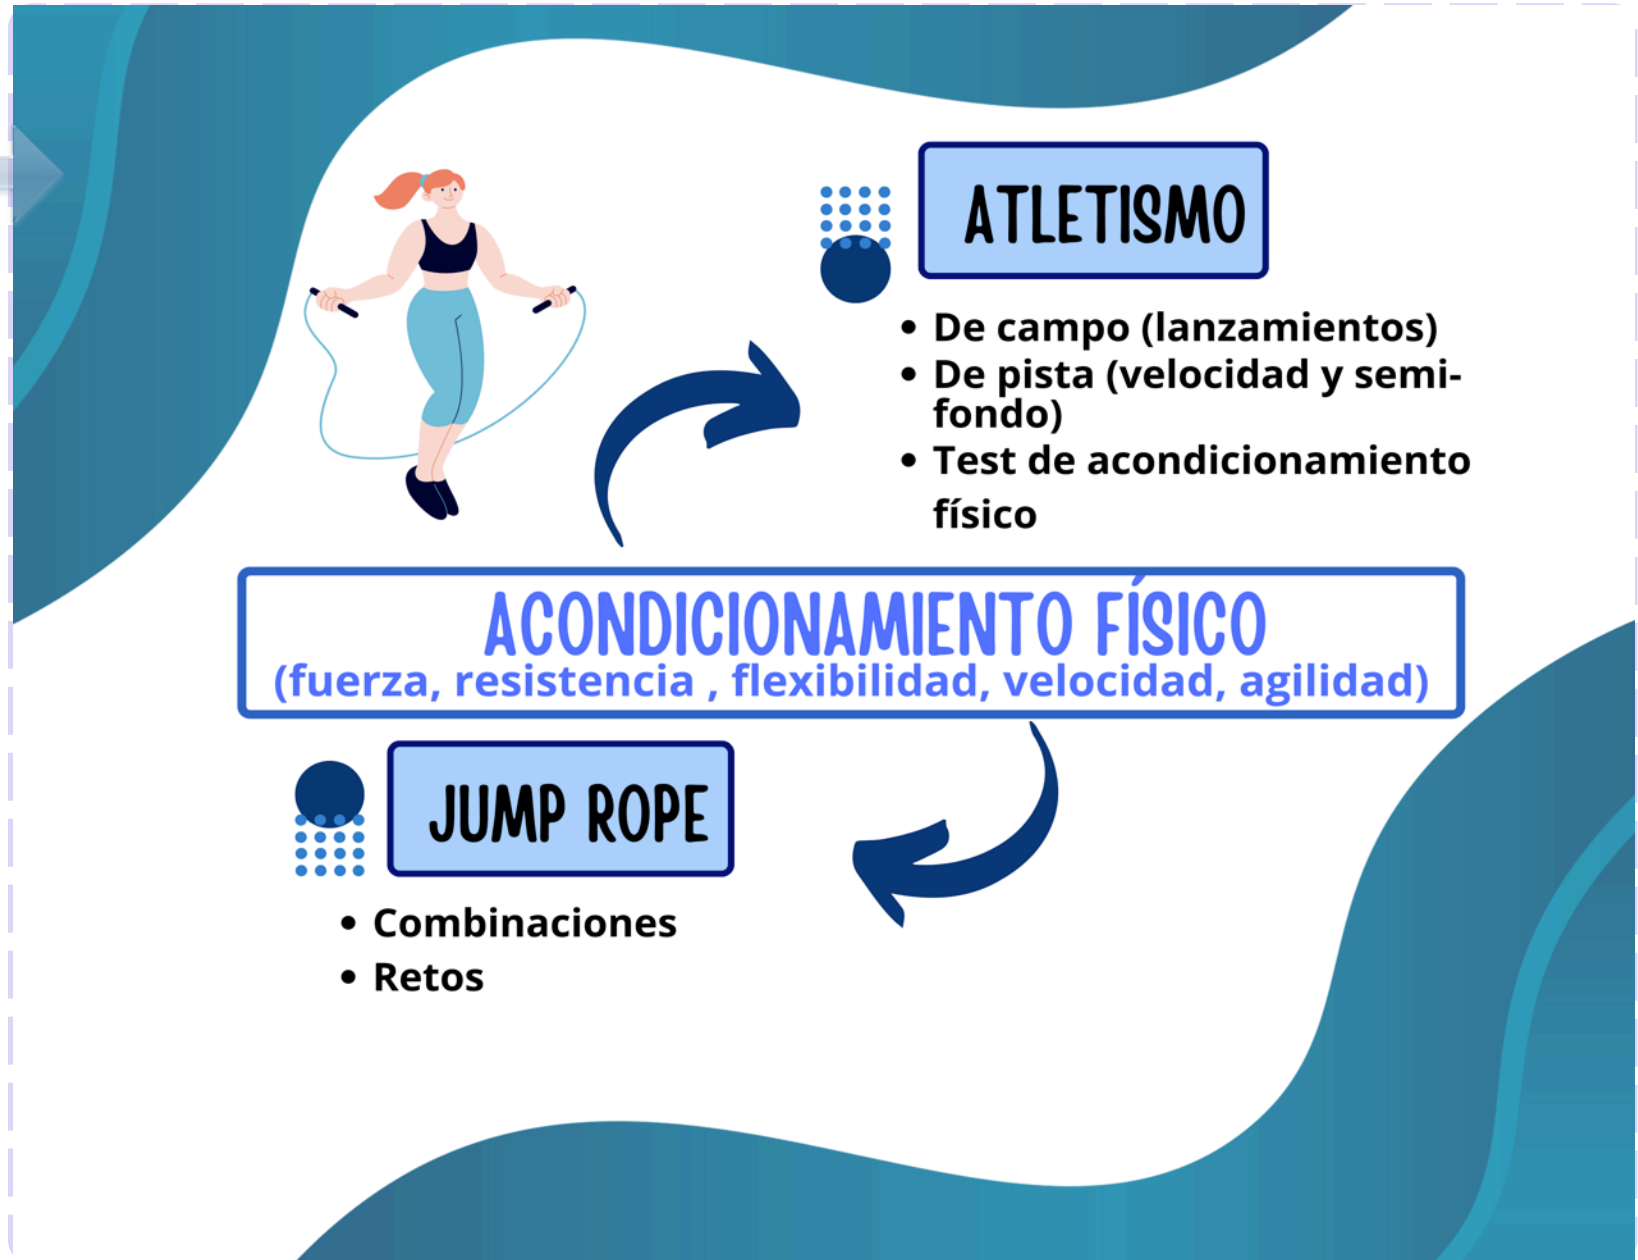 ATLETISMO
• De campo (lanzamientos)
• De pista (velocidad y semi-
fondo)
• Test de acondicionamiento
físico
ACONDICIONAMIENTO FÍSICO
(fuerza, resistencia , flexibilidad, velocidad, agilidad)
JUMP ROPE
• Combinaciones
• Retos